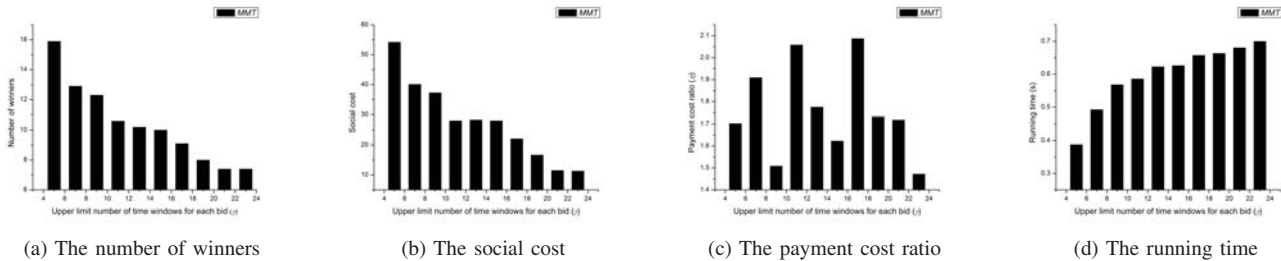 MMT
16
14
12
10
8
6
Number of winners
4 6 8 10 12 14 16 18 20 22 24
Upper limit number of time windows for each bid (γ)
(a) The number of winners
MMT
60
50
40
30
20
10
0
Social cost
4 6 8 10 12 14 16 18 20 22 24
Upper limit number of time windows for each bid (γ)
(b) The social cost
MMT
2.1
2.0
1.9
1.8
1.7
1.6
1.5
1.4
Payment cost ratio
4 6 8 10 12 14 16 18 20 22 24
Upper limit number of time windows for each bid (γ)
(c) The payment cost ratio
MMT
0.7
0.6
0.5
0.4
0.3
Running time (s)
4 6 8 10 12 14 16 18 20 22 24
Upper limit number of time windows for each bid (γ)
(d) The running time